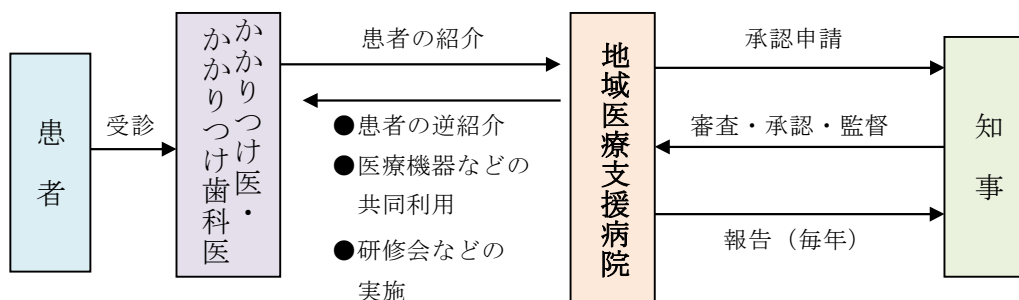 患者
受診
かかりつけ医・
かかりつけ歯科医
患者の紹介
●患者の逆紹介
●医療機器などの
共同利用
●研修会などの
実施
地域医療支援病院
承認申請
審査・承認・監督
報告（毎年）
知事